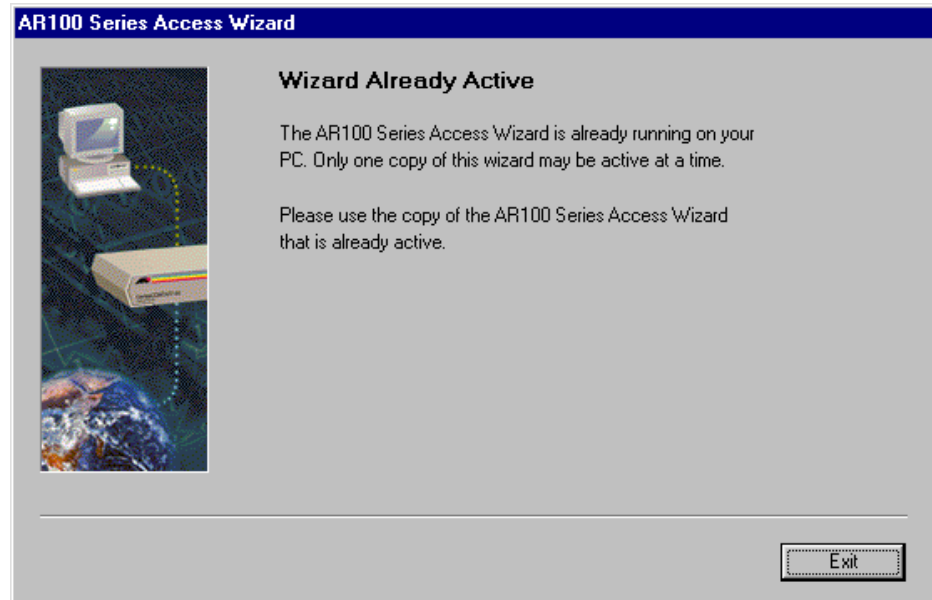 AR100 Series Access Wizard
Wizard Already Active
The AR100 Series Access Wizard is already running on your
PC. Only one copy of this wizard may be active at a time.
Please use the copy of the AR100 Series Access Wizard
that is already active.
Exit